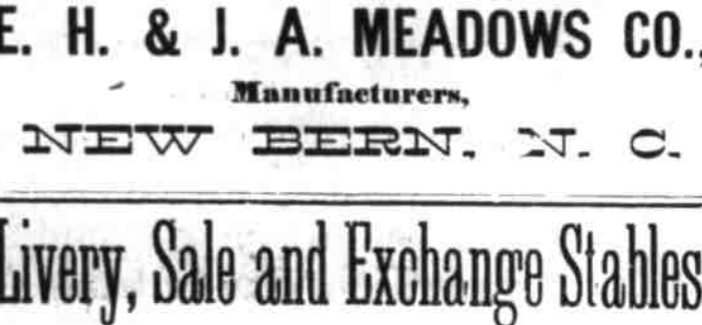 E. H. & J. A. MEADOWS CO.,
Manufacturers,
NEW BERN, N. C.
Livery, Sale and Exchange Stables